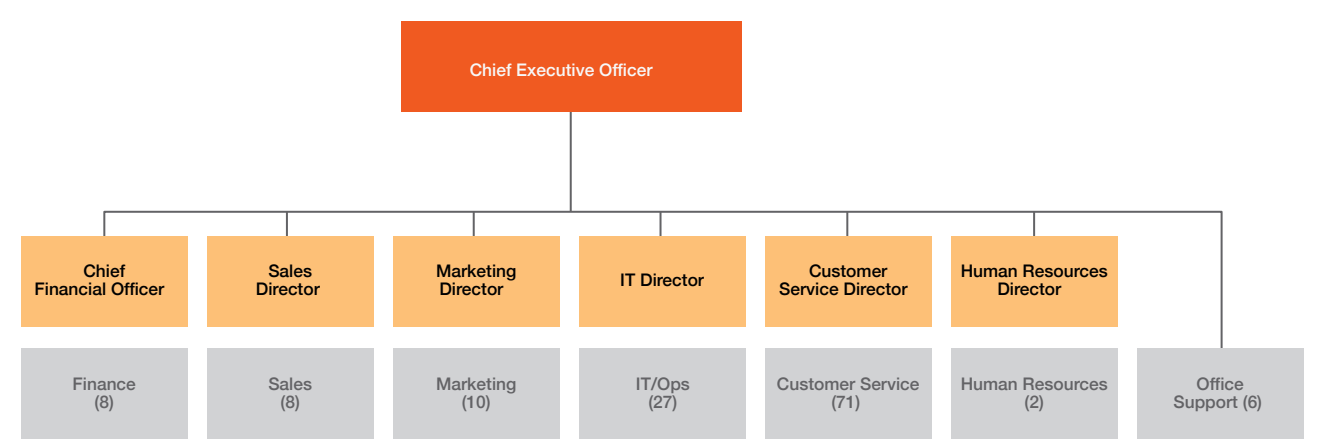 Chief Executive Officer
Chief
Financial Officer
Sales
Director
Marketing
Director
IT Director
Customer
Service Director
Human Resources
Director
Finance
(8)
Sales
(8)
Marketing
(10)
IT/Ops
(27)
Customer Service
(71)
Human Resources
(2)
Office
Support (6)